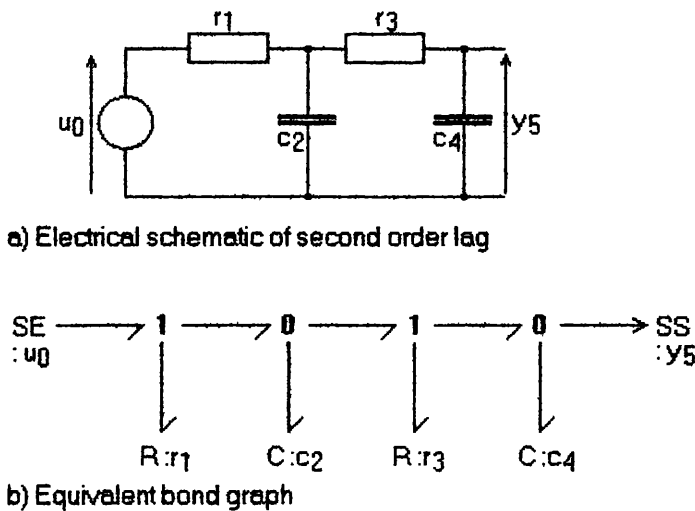 r1 r3
u0 c2 c4 y5
a) Electrical schematic of second order lag
SE 1 0 1 0 SS
:u0 :y5
R:r1 C:c2 R:r3 C:c4
b) Equivalent bond graph